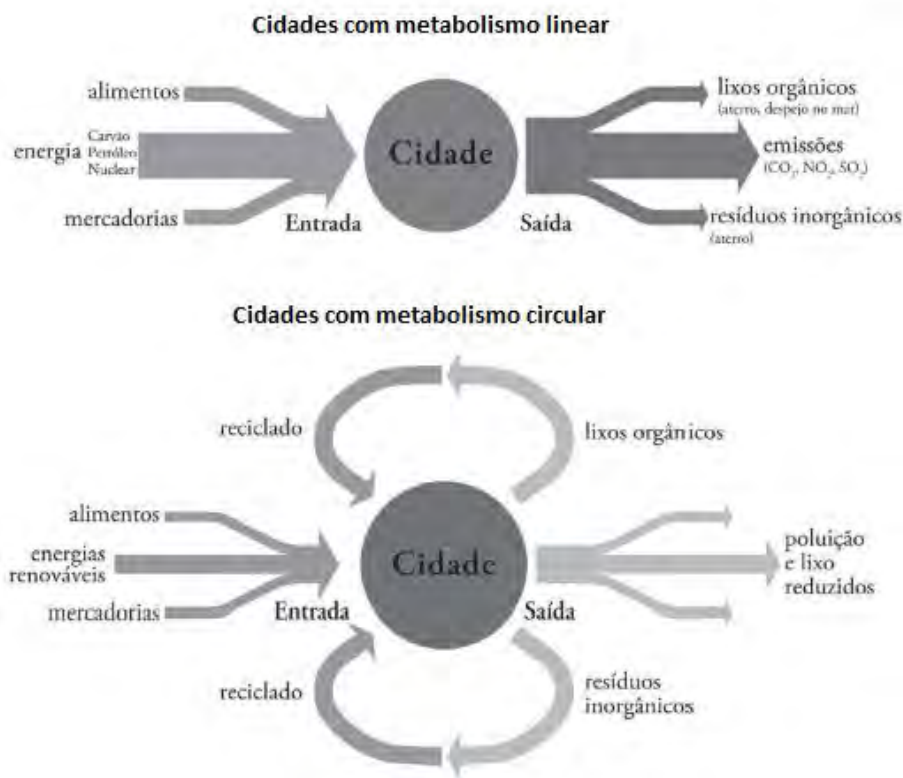 Cidades com metabolismo linear
alimentos
energia
Carvão
Petróleo
Nuclear
mercadorias
Entrada
Cidade
Saída
lixos orgânicos
(aterro, despejo no mar)
emissões
(CO₂, NO₂, SO₂)
resíduos inorgânicos
(aterro)
Cidades com metabolismo circular
reciclado
lixos orgânicos
alimentos
energias
renováveis
mercadorias
Entrada
Cidade
Saída
poluição
e lixo
reduzidos
reciclado
resíduos
inorgânicos